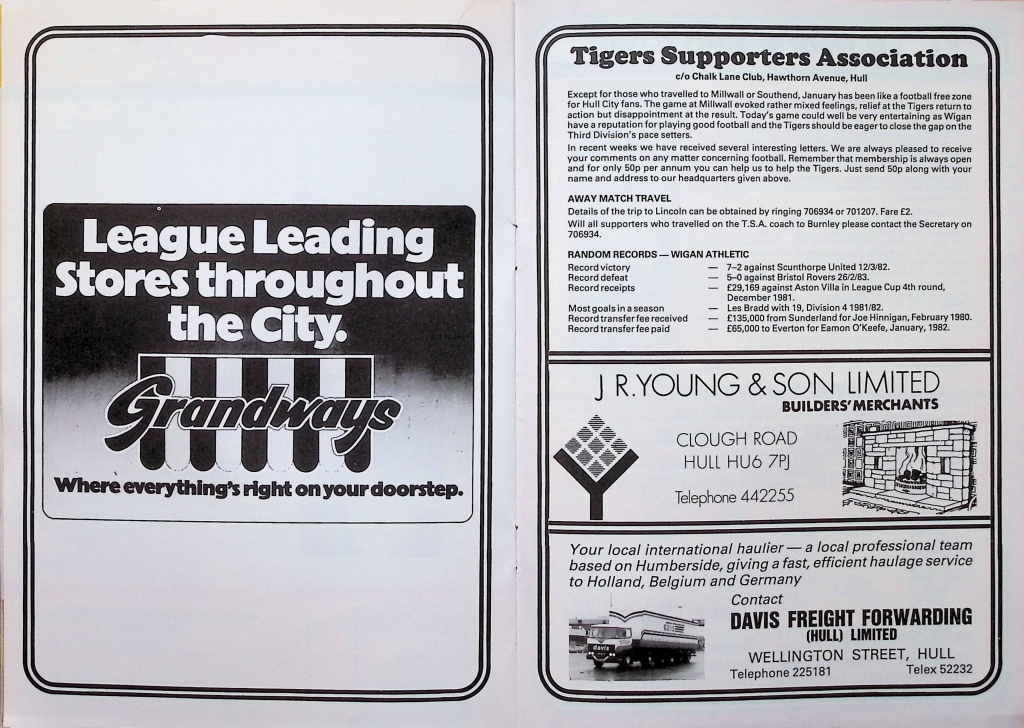 League Leading
Stores throughout
the City.
Grandways
Where everything's right on your doorstep.
Tigers Supporters Association
c/o Chalk Lane Club, Hawthorn Avenue, Hull
Except for those who travelled to Millwall or Southend, January has been like a football free zone
for Hull City fans. The game at Millwall evoked rather mixed feelings, relief at the Tigers return to
action but disappointment at the result. Today's game could well be very entertaining as Wigan
have a reputation for playing good football and the Tigers should be eager to close the gap on the
Third Division's pace setters.
In recent weeks we have received several interesting letters. We are always pleased to receive
your comments on any matter concerning football. Remember that membership is always open
and for only 50p per annum you can help us to help the Tigers. Just send 50p along with your
name and address to our headquarters given above.
AWAY MATCH TRAVEL
Details of the trip to Lincoln can be obtained by ringing 706934 or 701207. Fare £2.
Will all supporters who travelled on the T.S.A. coach to Burnley please contact the Secretary on
706934.
RANDOM RECORDS — WIGAN ATHLETIC
Record victory — 7–2 against Scunthorpe United 12/3/82.
Record defeat — 5–0 against Bristol Rovers 26/2/83.
Record receipts — £29,169 against Aston Villa in League Cup 4th round,
December 1981.
Most goals in a season — Les Bradd with 19, Division 4 1981/82.
Record transfer fee received — £135,000 from Sunderland for Joe Hinnigan, February 1980.
Record transfer fee paid — £65,000 to Everton for Eamon O'Keefe, January, 1982.
J R. YOUNG & SON LIMITED
BUILDERS' MERCHANTS
CLOUGH ROAD
HULL HU6 7PJ
Telephone 442255
Your local international haulier — a local professional team
based on Humberside, giving a fast, efficient haulage service
to Holland, Belgium and Germany
Contact
DAVIS FREIGHT FORWARDING
(HULL) LIMITED
davis
WELLINGTON STREET, HULL
Telephone 225181 Telex 52232